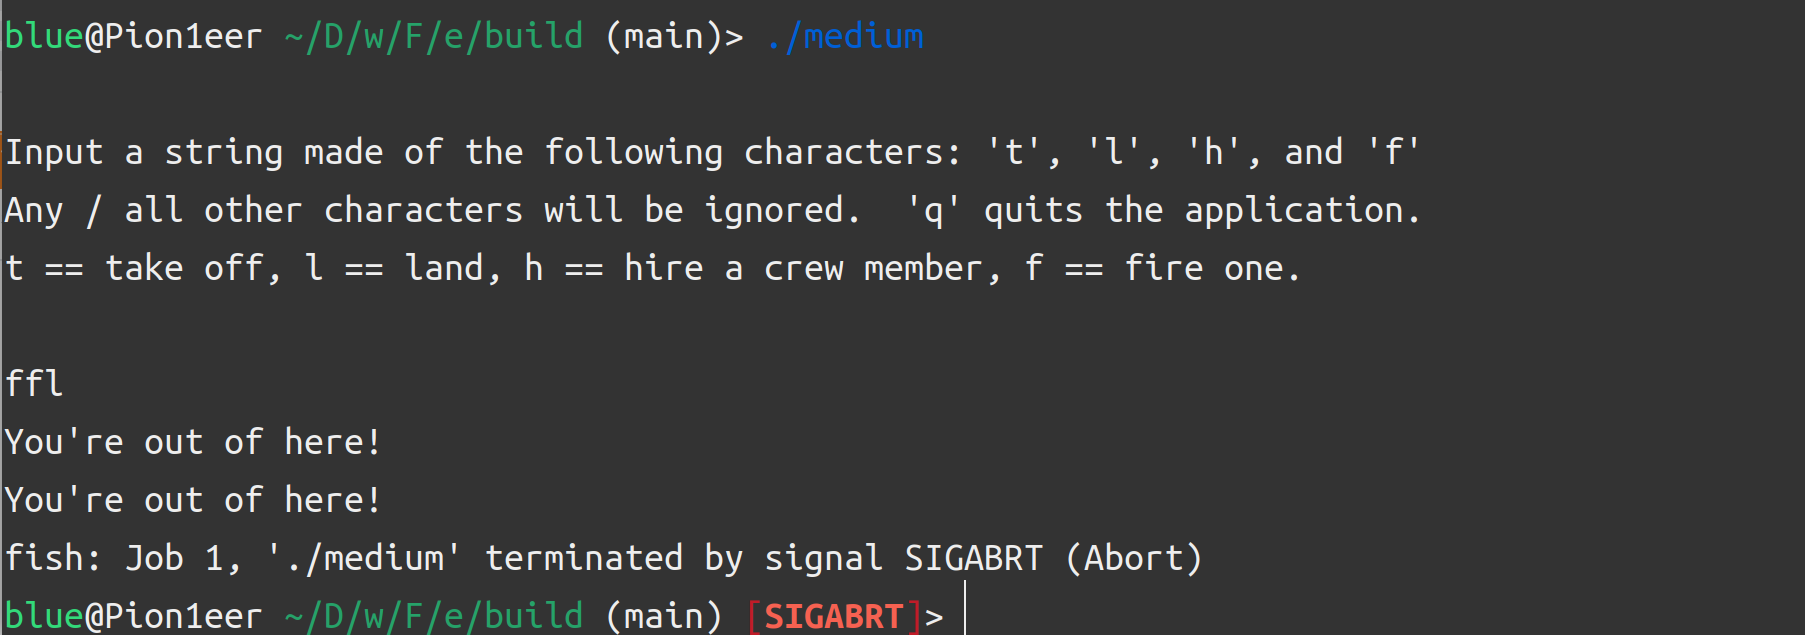 blue@Pion1eer ~/D/w/F/e/build (main)> ./medium
Input a string made of the following characters: 't', 'l', 'h', and 'f'
Any / all other characters will be ignored.  'q' quits the application.
t == take off, l == land, h == hire a crew member, f == fire one.
ffl
You're out of here!
You're out of here!
fish: Job 1, './medium' terminated by signal SIGABRT (Abort)
blue@Pion1eer ~/D/w/F/e/build (main) [SIGABRT]>